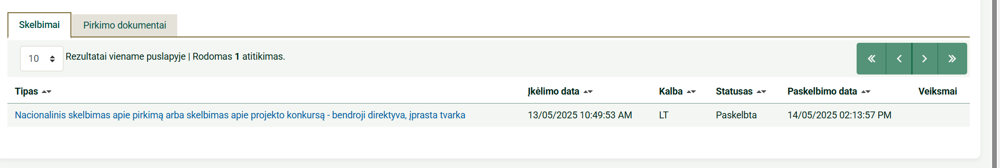 Skelbimai Pirkimo dokumentai
10 Rezultatai viename puslapyje | Rodomas 1 atitikimas.
Tipas Įkėlimo data Kalba Statusas Paskelbimo data Veiksmai
Nacionalinis skelbimas apie pirkimą arba skelbimas apie projekto konkursą - bendroji direktyva, įprasta tvarka 13/05/2025 10:49:53 AM LT Paskelbta 14/05/2025 02:13:57 PM